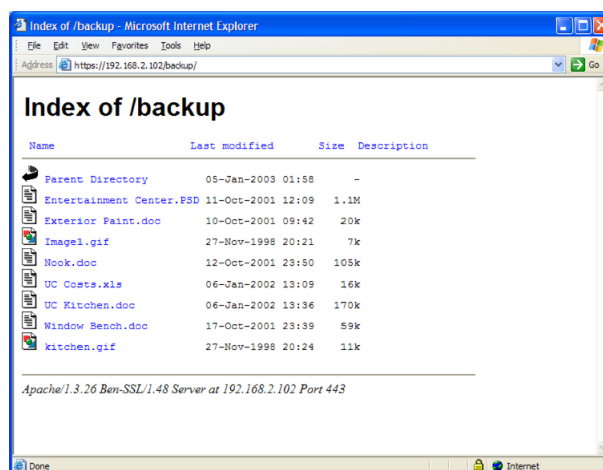 Index of /backup - Microsoft Internet Explorer
File Edit View Favorites Tools Help
Address https://192.168.2.102/backup/ Go
Index of /backup
Name Last modified Size Description
Parent Directory 05-Jan-2003 01:58 -
Entertainment Center.PSD 11-Oct-2001 12:09 1.1M
Exterior Paint.doc 10-Oct-2001 09:42 20k
Image1.gif 27-Nov-1998 20:21 7k
Nook.doc 12-Oct-2001 23:50 105k
UC Costs.xls 06-Jan-2002 13:09 16k
UC Kitchen.doc 06-Jan-2002 13:36 170k
Window Bench.doc 17-Oct-2001 23:39 59k
kitchen.gif 27-Nov-1998 20:24 11k
Apache/1.3.26 Ben-SSL/1.48 Server at 192.168.2.102 Port 443
Done Internet